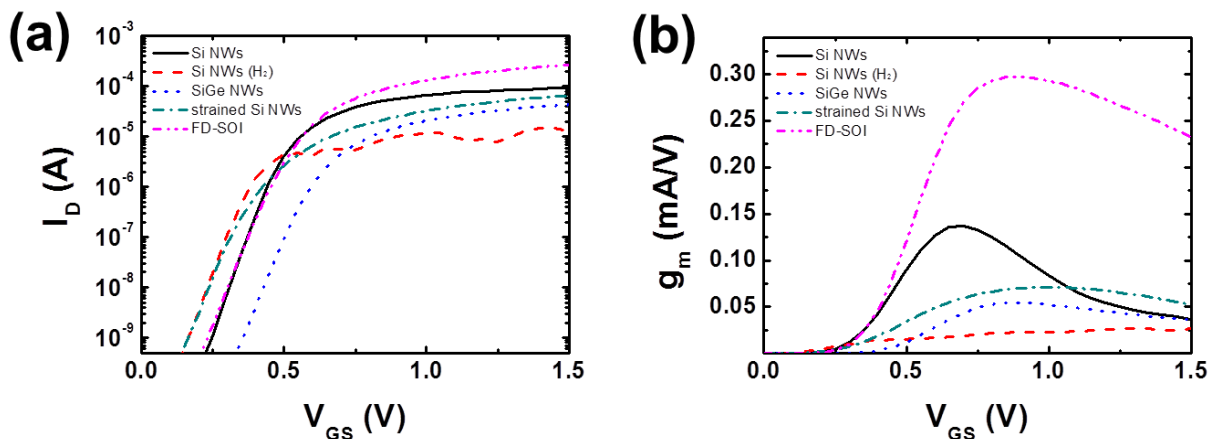 (a)
10⁻³
10⁻⁴
10⁻⁵
10⁻⁶
10⁻⁷
10⁻⁸
10⁻⁹
I_D (A)
Si NWs
Si NWs (H₂)
SiGe NWs
strained Si NWs
FD-SOI
0.0 0.5 1.0 1.5
V_GS (V)
(b)
0.30
0.25
0.20
0.15
0.10
0.05
g_m (mA/V)
Si NWs
Si NWs (H₂)
SiGe NWs
strained Si NWs
FD-SOI
0.0 0.5 1.0 1.5
V_GS (V)